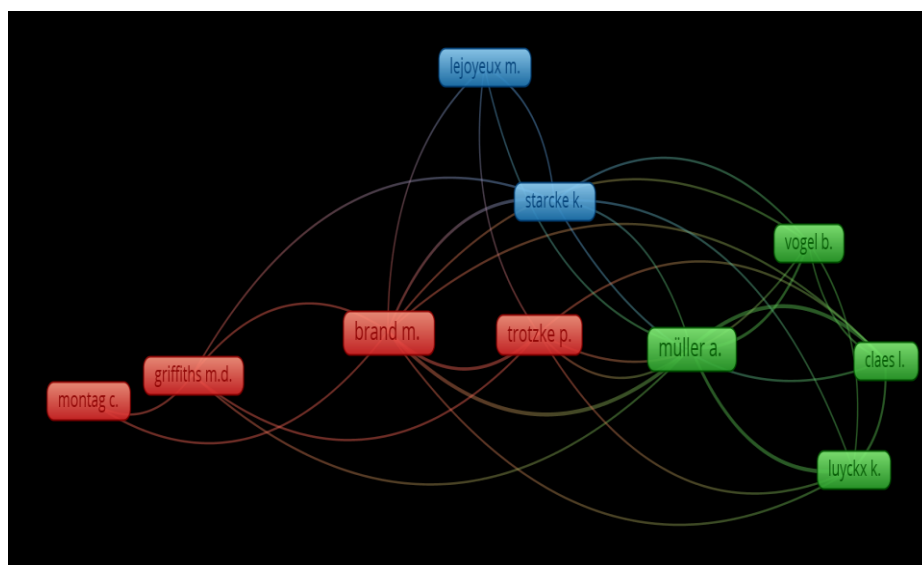 lejoyeux m.
starcke k.
vogel b.
brand m.
trotzke p.
müller a.
claes l.
griffiths m.d.
montag c.
luyckx k.